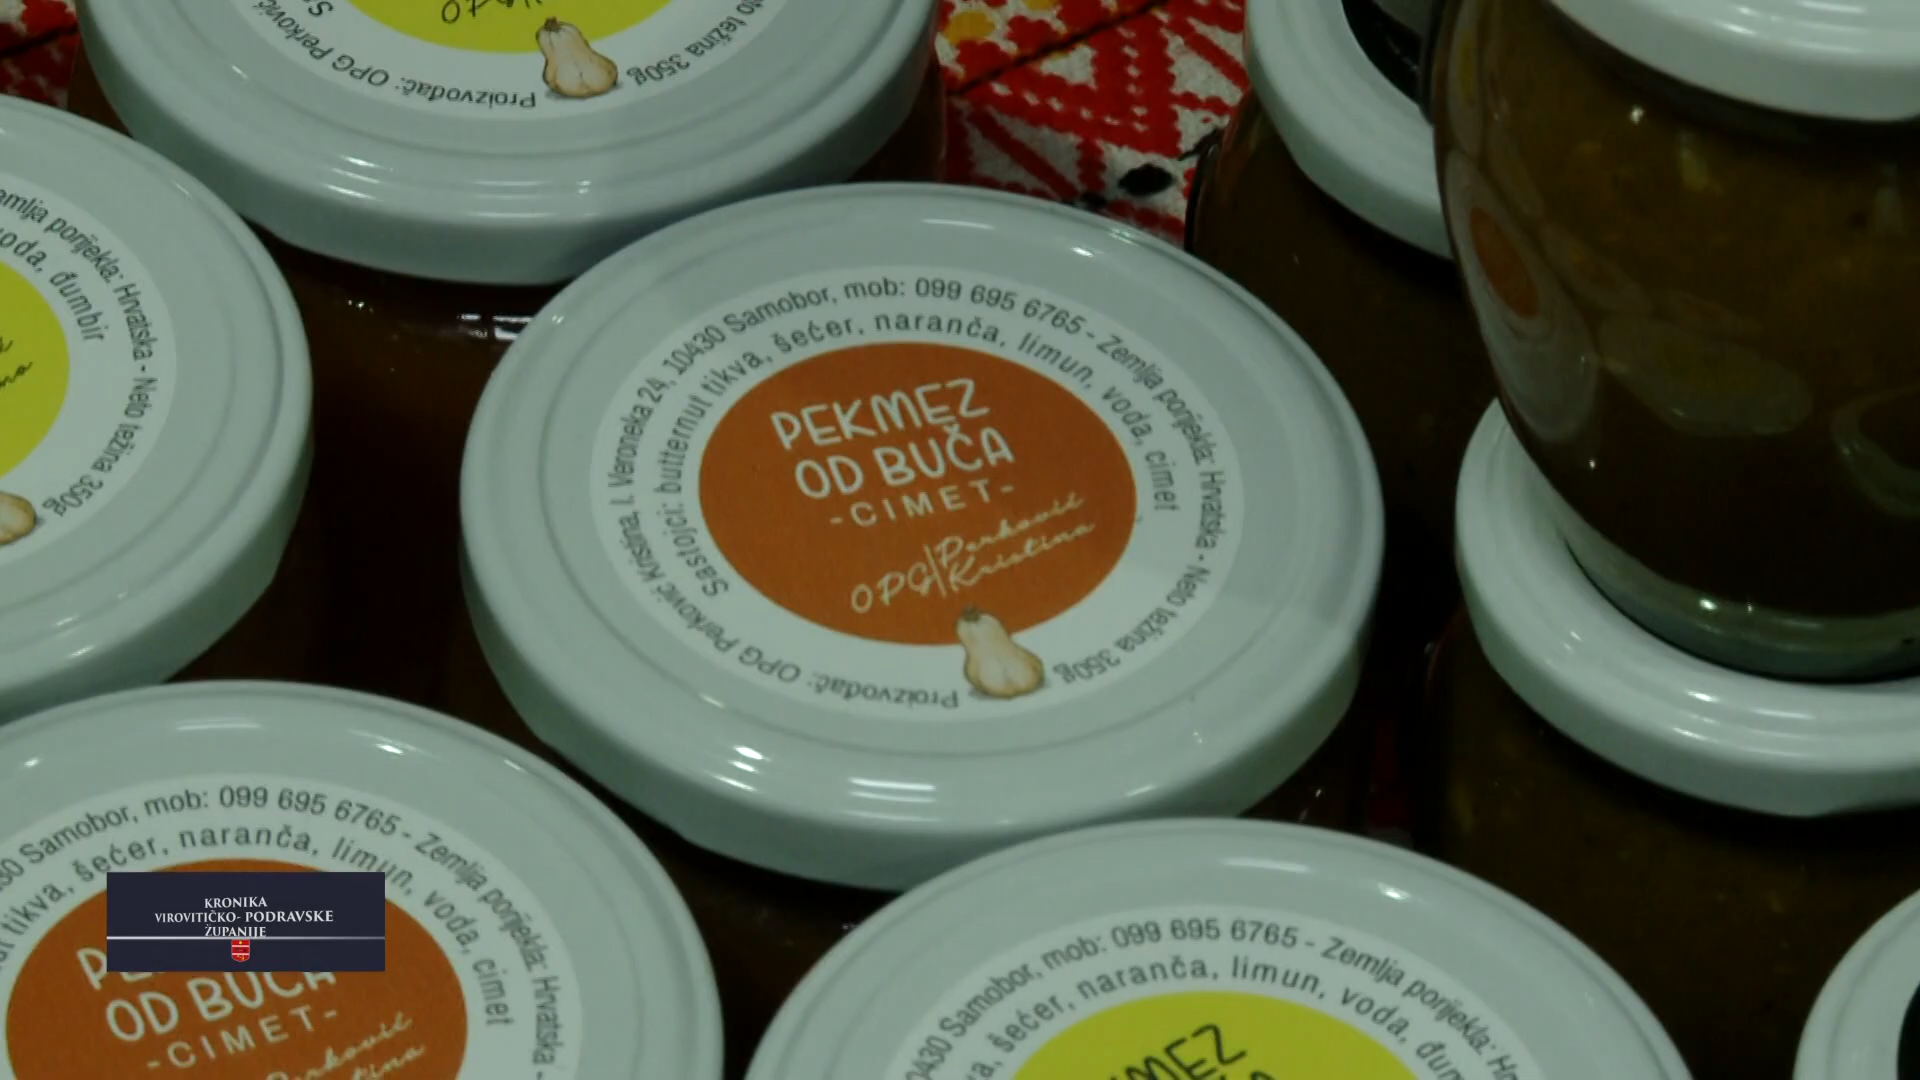 OPG
Proizvođač: OPG Perković
težina 350g
Zemlja porijekla: Hrvatska - Neto težina 350g
voda, đumbir
Proizvođač: OPG Perković Kristina, I. Veroneka 24, 10430 Samobor, mob: 099 695 6765 - Zemlja porijekla: Hrvatska - Neto težina 350g
Sastojci: butternut tikva, šećer, naranča, limun, voda, cimet
PEKMEZ
OD BUČA
-CIMET-
OPG|Perković
Kristina
Samobor, mob: 099 695 6765 - Zemlja porijekla: Hrvatska -
tikva, šećer, naranča, limun, voda, cimet
OD BUČA
-CIMET-
Perković
KRONIKA
VIROVITIČKO- PODRAVSKE
ŽUPANIJE
Samobor, mob: 099 695 6765 - Zemlja porijekla:
šećer, naranča, limun, voda,